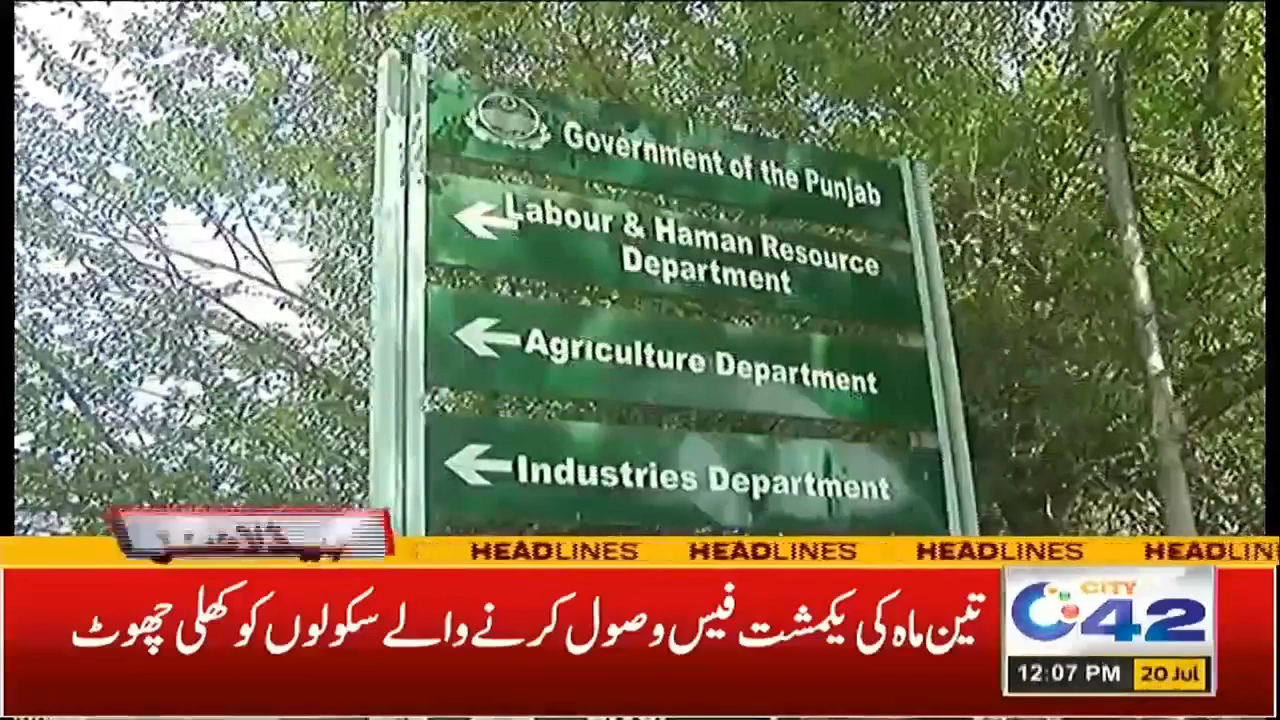 Government of the Punjab
Labour & Haman Resource
Department
Agriculture Department
Industries Department
ہیڈلائنز
HEADLINES HEADLINES HEADLINES HEADLIN
تین ماہ کی یکمشت فیس وصول کرنے والے سکولوں کو کھلی چھوٹ
CITY
42
12:07 PM 20 Jul